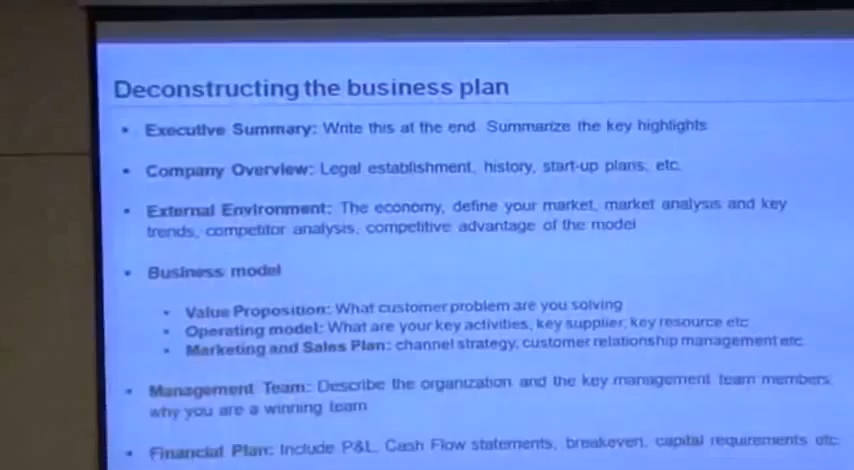 Deconstructing the business plan
• Executive Summary: Write this at the end. Summarize the key highlights
• Company Overview: Legal establishment, history, start-up plans, etc.
• External Environment: The economy, define your market, market analysis and key
trends, competitor analysis, competitive advantage of the model
• Business model
• Value Proposition: What customer problem are you solving
• Operating model: What are your key activities, key supplier, key resource etc
• Marketing and Sales Plan: channel strategy, customer relationship management etc.
• Management Team: Describe the organization and the key management team members,
why you are a winning team
• Financial Plan: Include P&L, Cash Flow statements, breakeven, capital requirements etc.